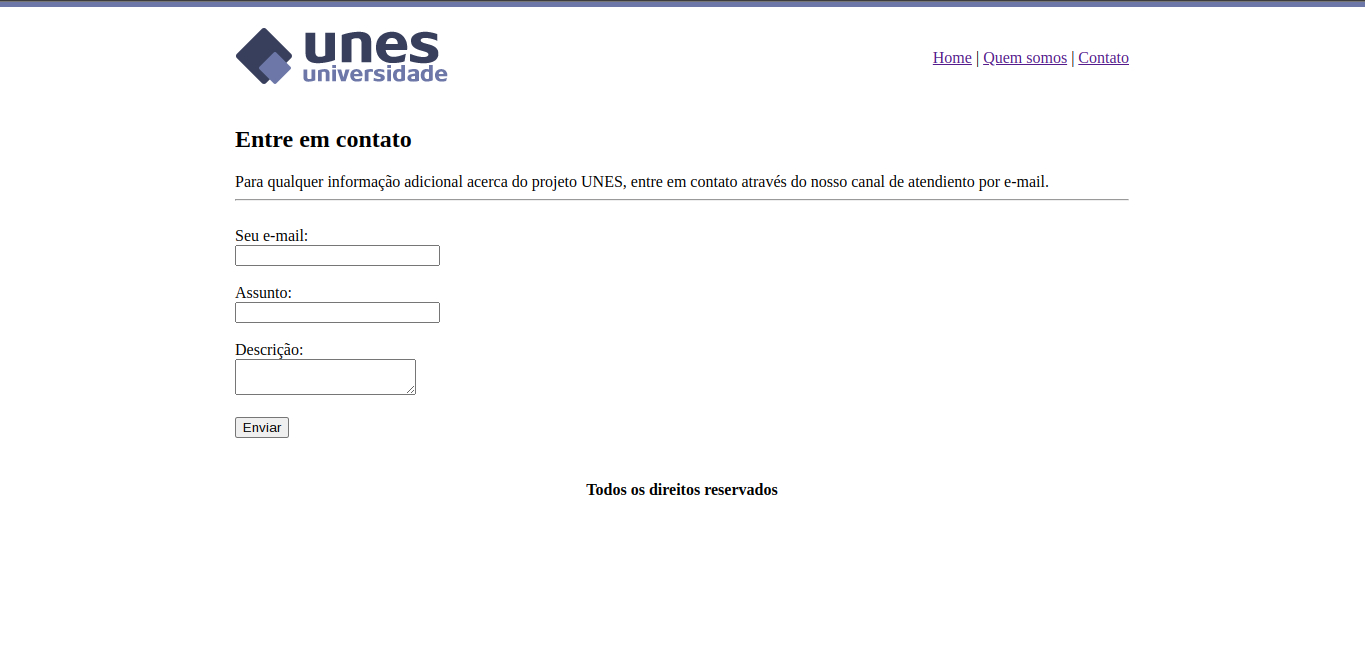 unes
universidade
Home | Quem somos | Contato
Entre em contato
Para qualquer informação adicional acerca do projeto UNES, entre em contato através do nosso canal de atendiento por e-mail.
Seu e-mail:
Assunto:
Descrição:
Enviar
Todos os direitos reservados